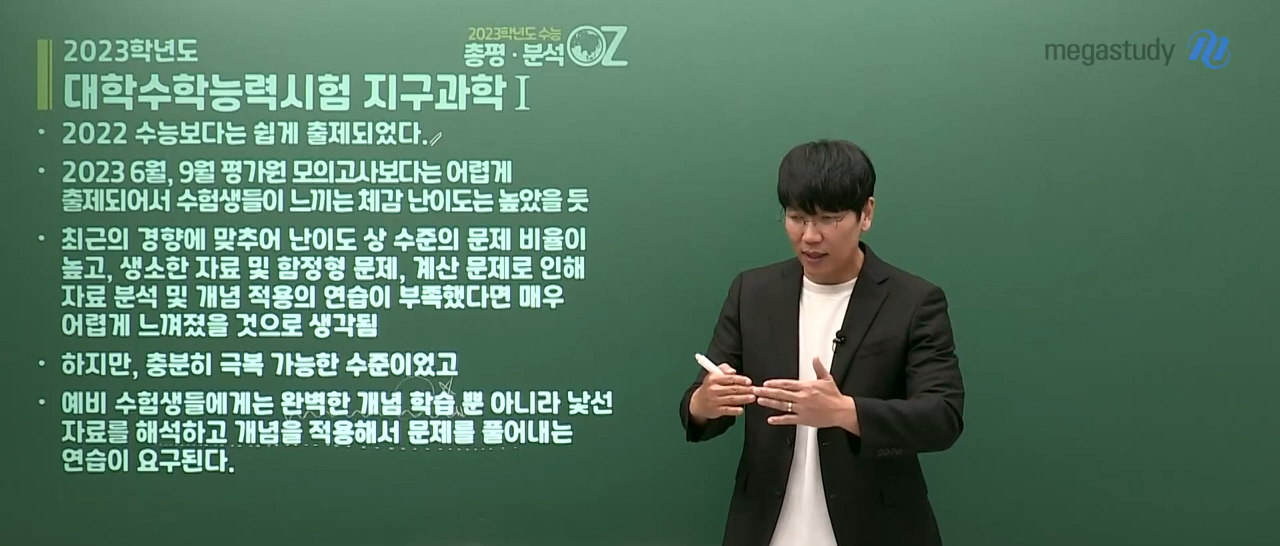 2023학년도
대학수학능력시험 지구과학 I
2023학년도 수능
총평·분석 OZ
megastudy
• 2022 수능보다는 쉽게 출제되었다.
• 2023 6월, 9월 평가원 모의고사보다는 어렵게
출제되어서 수험생들이 느끼는 체감 난이도는 높았을 듯
• 최근의 경향에 맞추어 난이도 상 수준의 문제 비율이
높고, 생소한 자료 및 함정형 문제, 계산 문제로 인해
자료 분석 및 개념 적용의 연습이 부족했다면 매우
어렵게 느껴졌을 것으로 생각됨
• 하지만, 충분히 극복 가능한 수준이었고
• 예비 수험생들에게는 완벽한 개념 학습 뿐 아니라 낯선
자료를 해석하고 개념을 적용해서 문제를 풀어내는
연습이 요구된다.